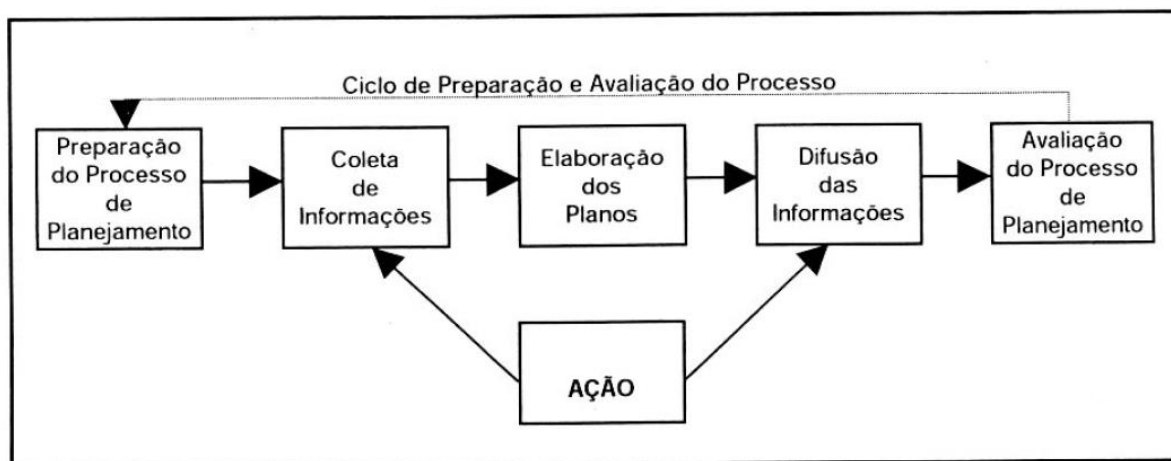 Ciclo de Preparação e Avaliação do Processo
Preparação
do Processo
de
Planejamento
Coleta
de
Informações
Elaboração
dos
Planos
Difusão
das
Informações
Avaliação
do Processo
de
Planejamento
AÇÃO